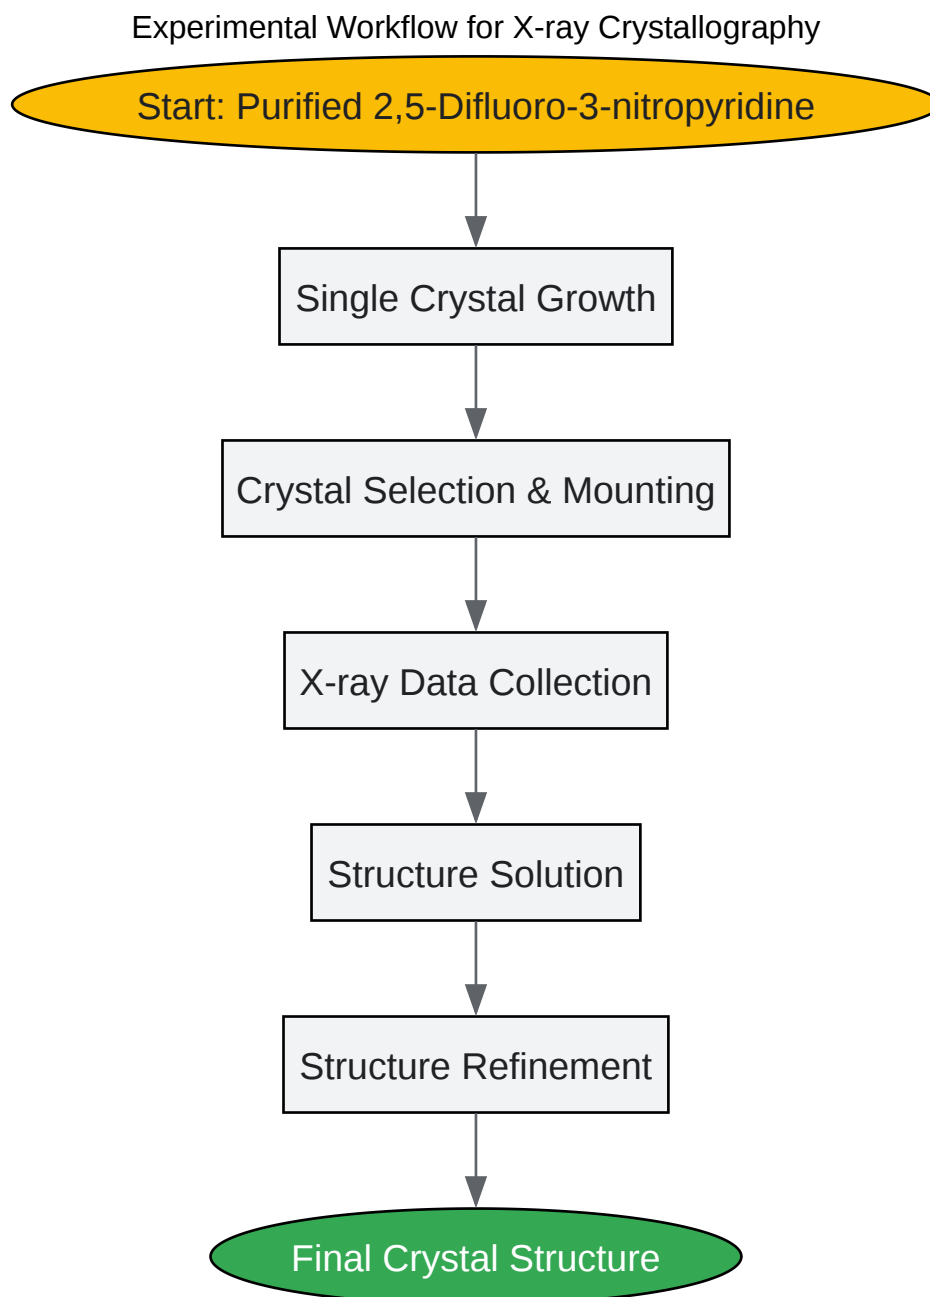 Experimental Workflow for X-ray Crystallography
Start: Purified 2,5-Difluoro-3-nitropyridine
Single Crystal Growth
Crystal Selection & Mounting
X-ray Data Collection
Structure Solution
Structure Refinement
Final Crystal Structure